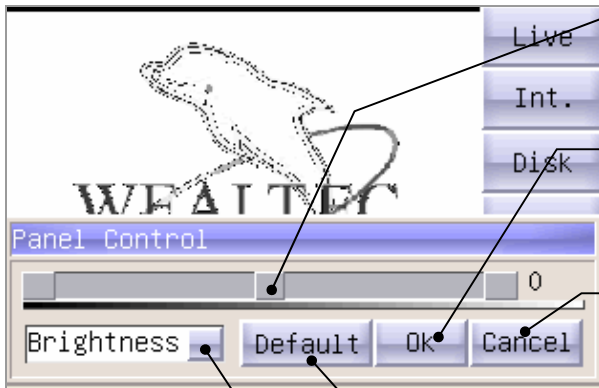 Live
Int.
Disk
WEALTEC
Panel Control
0
Brightness
Default
OK
Cancel